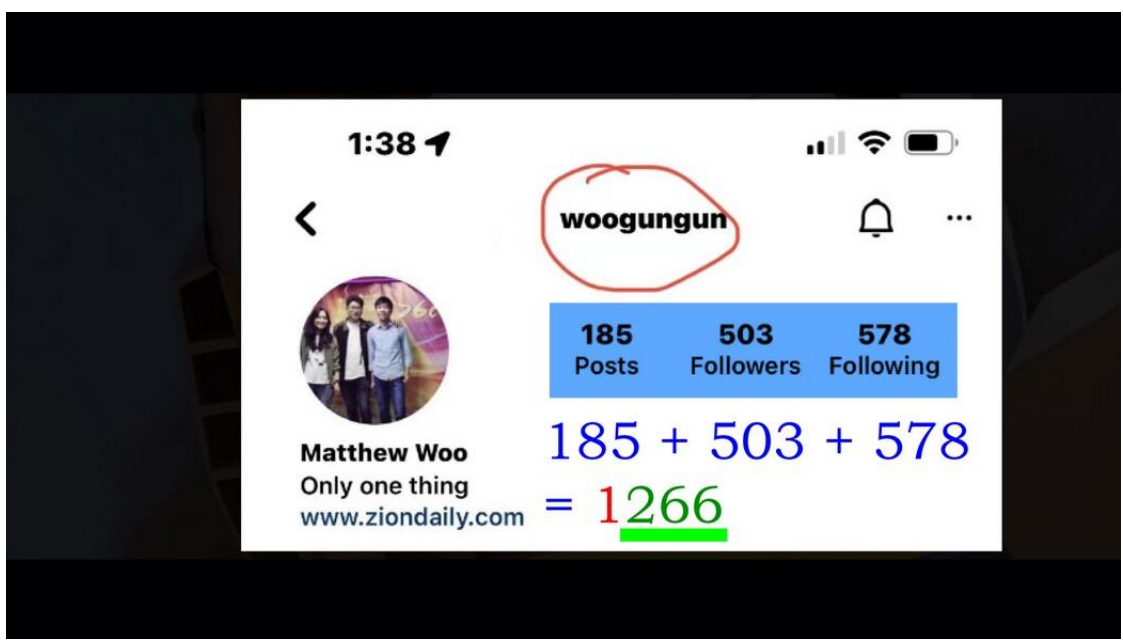 1:38
woogungun
185 503 578
Posts Followers Following
Matthew Woo
Only one thing
www.ziondaily.com
185 + 503 + 578
= 1266